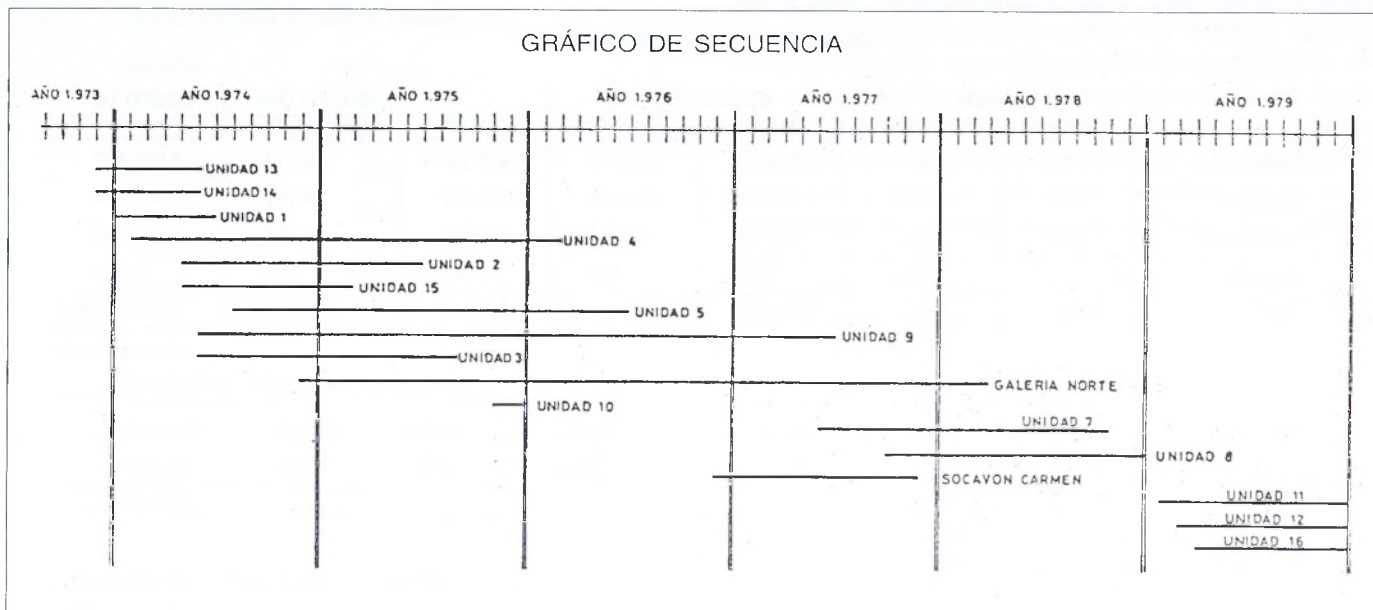 GRÁFICO DE SECUENCIA
AÑO 1.973 AÑO 1.974 AÑO 1.975 AÑO 1.976 AÑO 1.977 AÑO 1.978 AÑO 1.979
UNIDAD 13
UNIDAD 14
UNIDAD 1
UNIDAD 4
UNIDAD 2
UNIDAD 15
UNIDAD 5
UNIDAD 9
UNIDAD 3
GALERIA NORTE
UNIDAD 10
UNIDAD 7
UNIDAD 8
SOCAVON CARMEN
UNIDAD 11
UNIDAD 12
UNIDAD 16